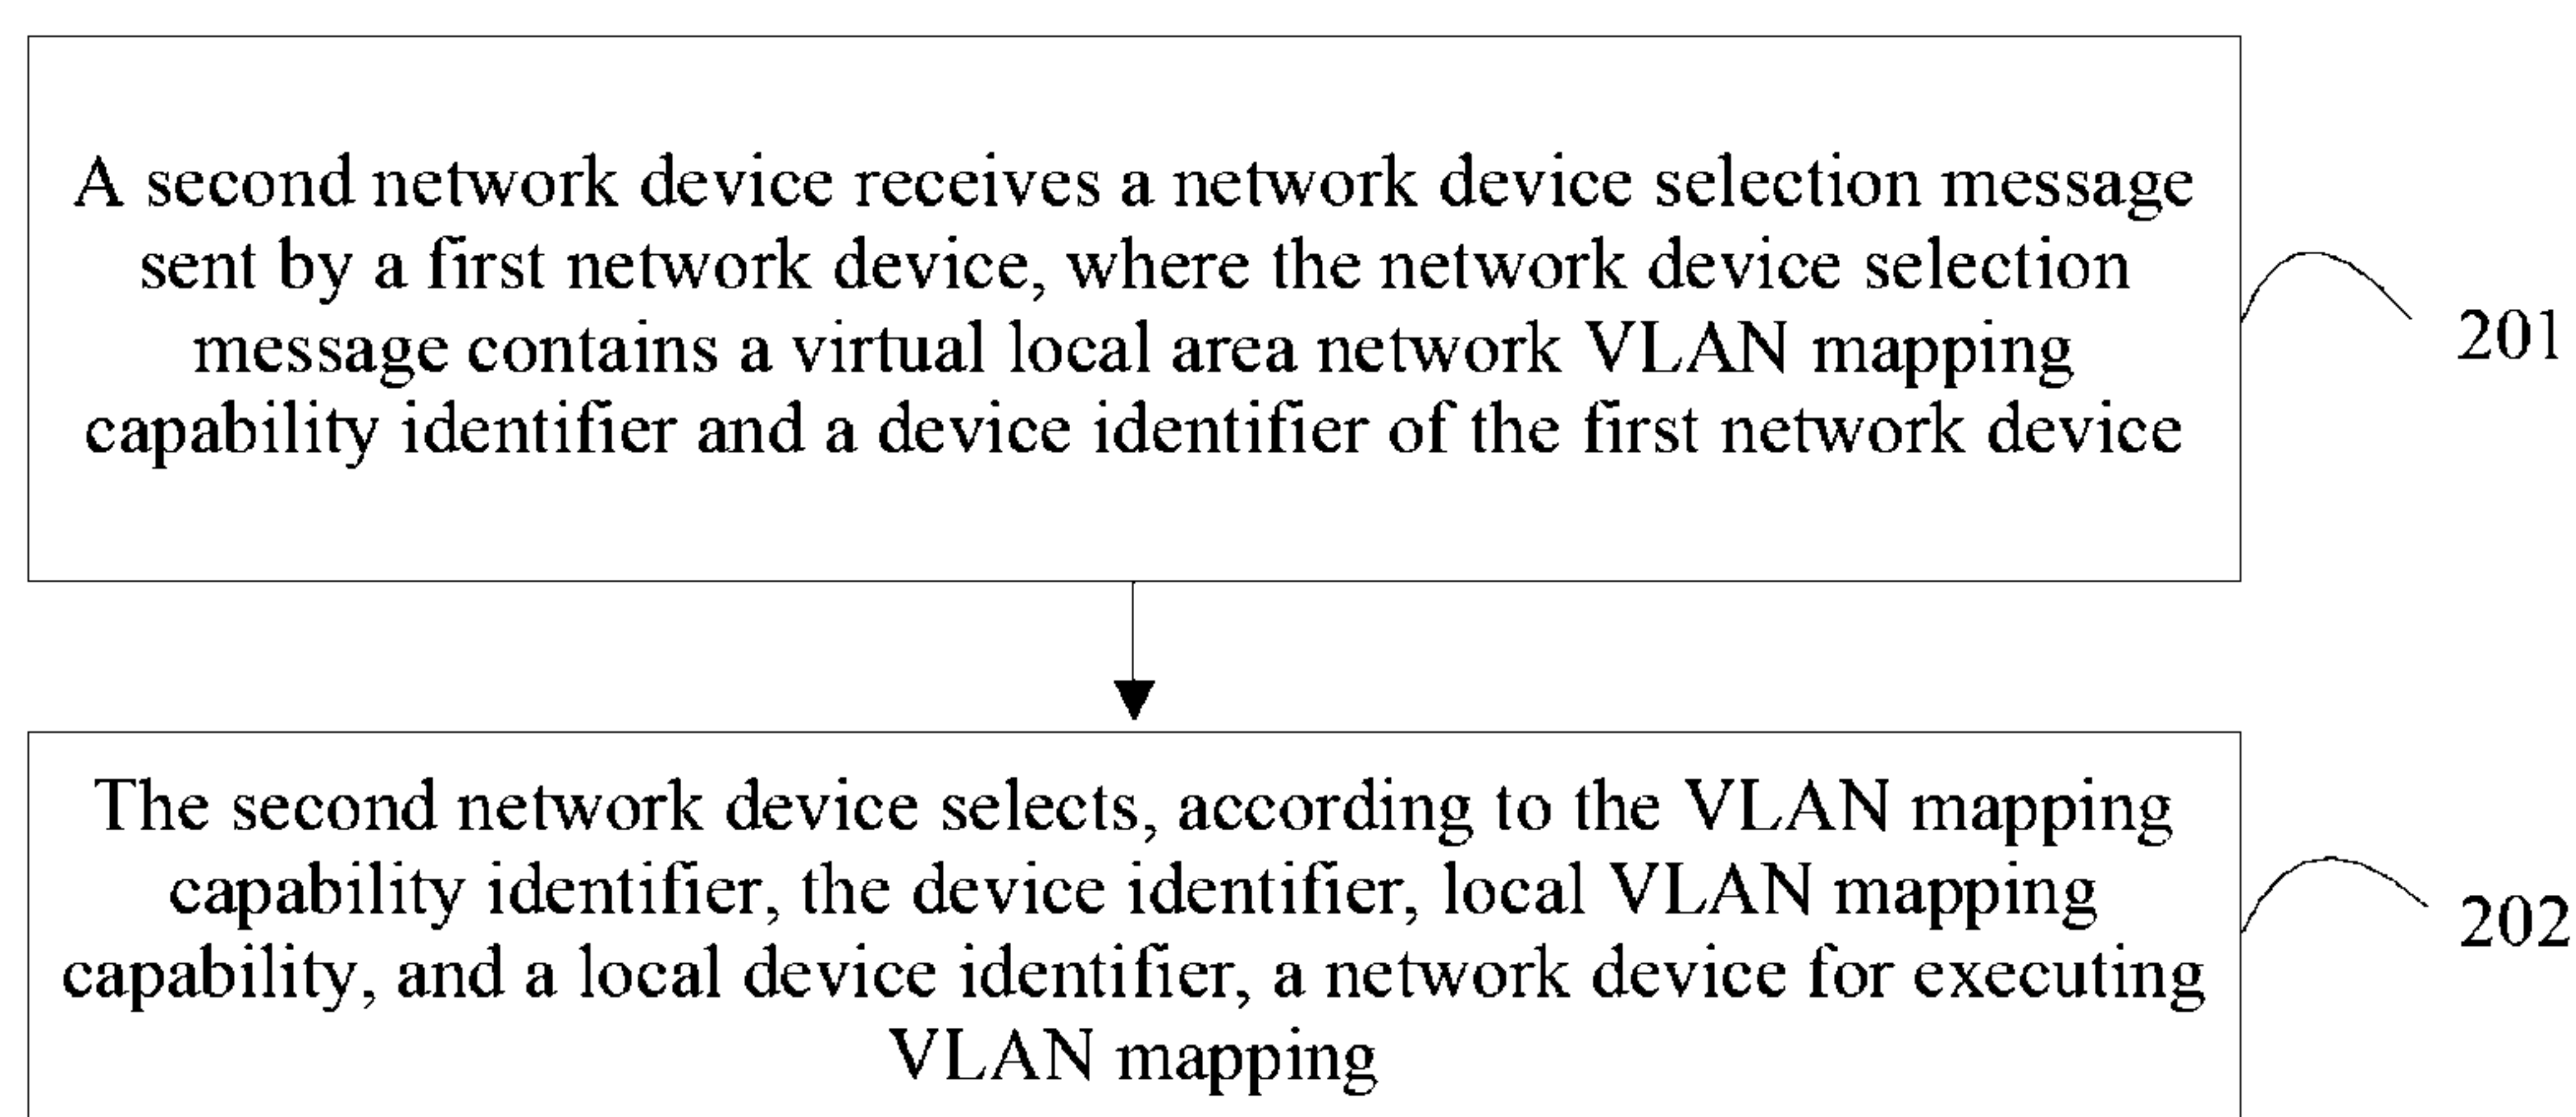 A second network device receives a network device selection message
sent by a first network device, where the network device selection
message contains a virtual local area network VLAN mapping
capability identifier and a device identifier of the first network device
201
The second network device selects, according to the VLAN mapping
capability identifier, the device identifier, local VLAN mapping
capability, and a local device identifier, a network device for executing
VLAN mapping
202